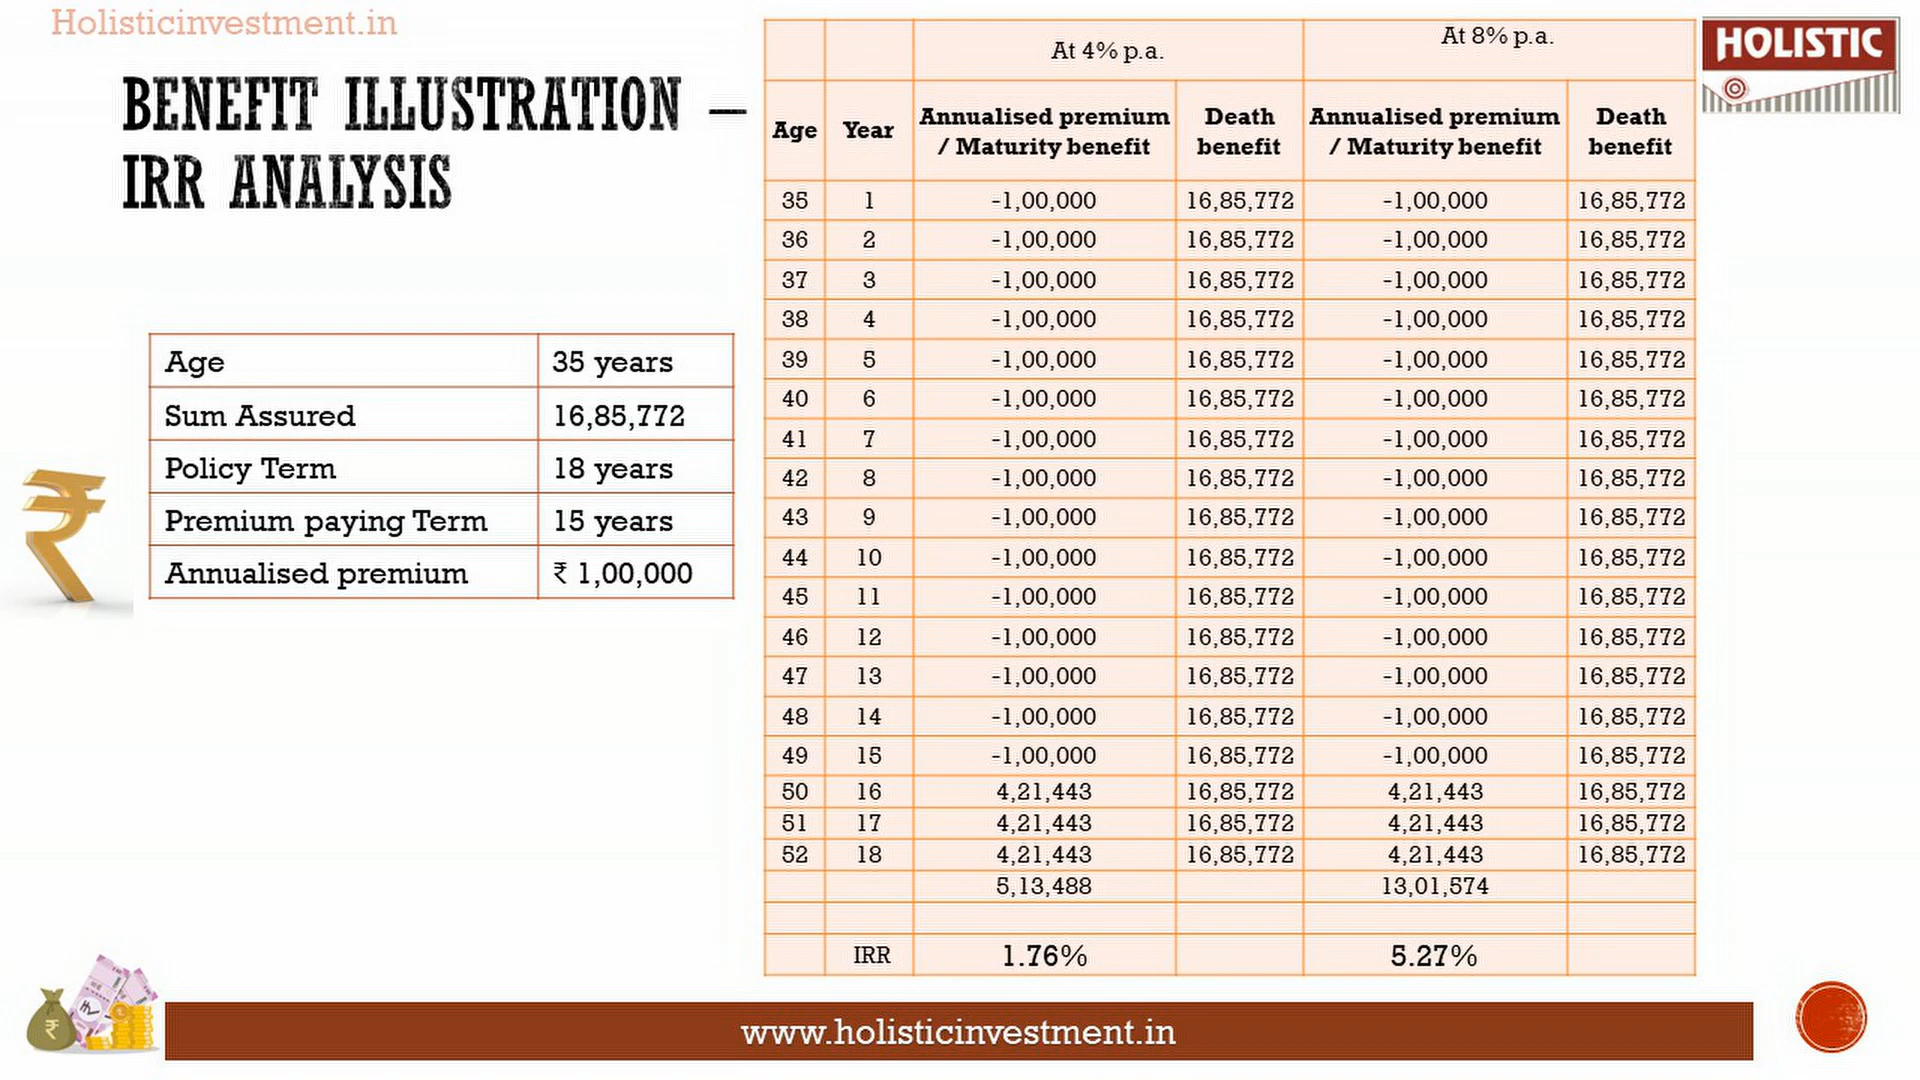 Holisticinvestment.in
BENEFIT ILLUSTRATION –
IRR ANALYSIS
Age 35 years
Sum Assured 16,85,772
Policy Term 18 years
Premium paying Term 15 years
Annualised premium ₹ 1,00,000
At 4% p.a. At 8% p.a.
Age Year Annualised premium / Maturity benefit Death benefit Annualised premium / Maturity benefit Death benefit
35 1 -1,00,000 16,85,772 -1,00,000 16,85,772
36 2 -1,00,000 16,85,772 -1,00,000 16,85,772
37 3 -1,00,000 16,85,772 -1,00,000 16,85,772
38 4 -1,00,000 16,85,772 -1,00,000 16,85,772
39 5 -1,00,000 16,85,772 -1,00,000 16,85,772
40 6 -1,00,000 16,85,772 -1,00,000 16,85,772
41 7 -1,00,000 16,85,772 -1,00,000 16,85,772
42 8 -1,00,000 16,85,772 -1,00,000 16,85,772
43 9 -1,00,000 16,85,772 -1,00,000 16,85,772
44 10 -1,00,000 16,85,772 -1,00,000 16,85,772
45 11 -1,00,000 16,85,772 -1,00,000 16,85,772
46 12 -1,00,000 16,85,772 -1,00,000 16,85,772
47 13 -1,00,000 16,85,772 -1,00,000 16,85,772
48 14 -1,00,000 16,85,772 -1,00,000 16,85,772
49 15 -1,00,000 16,85,772 -1,00,000 16,85,772
50 16 4,21,443 16,85,772 4,21,443 16,85,772
51 17 4,21,443 16,85,772 4,21,443 16,85,772
52 18 4,21,443 16,85,772 4,21,443 16,85,772
5,13,488 13,01,574
IRR 1.76% 5.27%
HOLISTIC
www.holisticinvestment.in